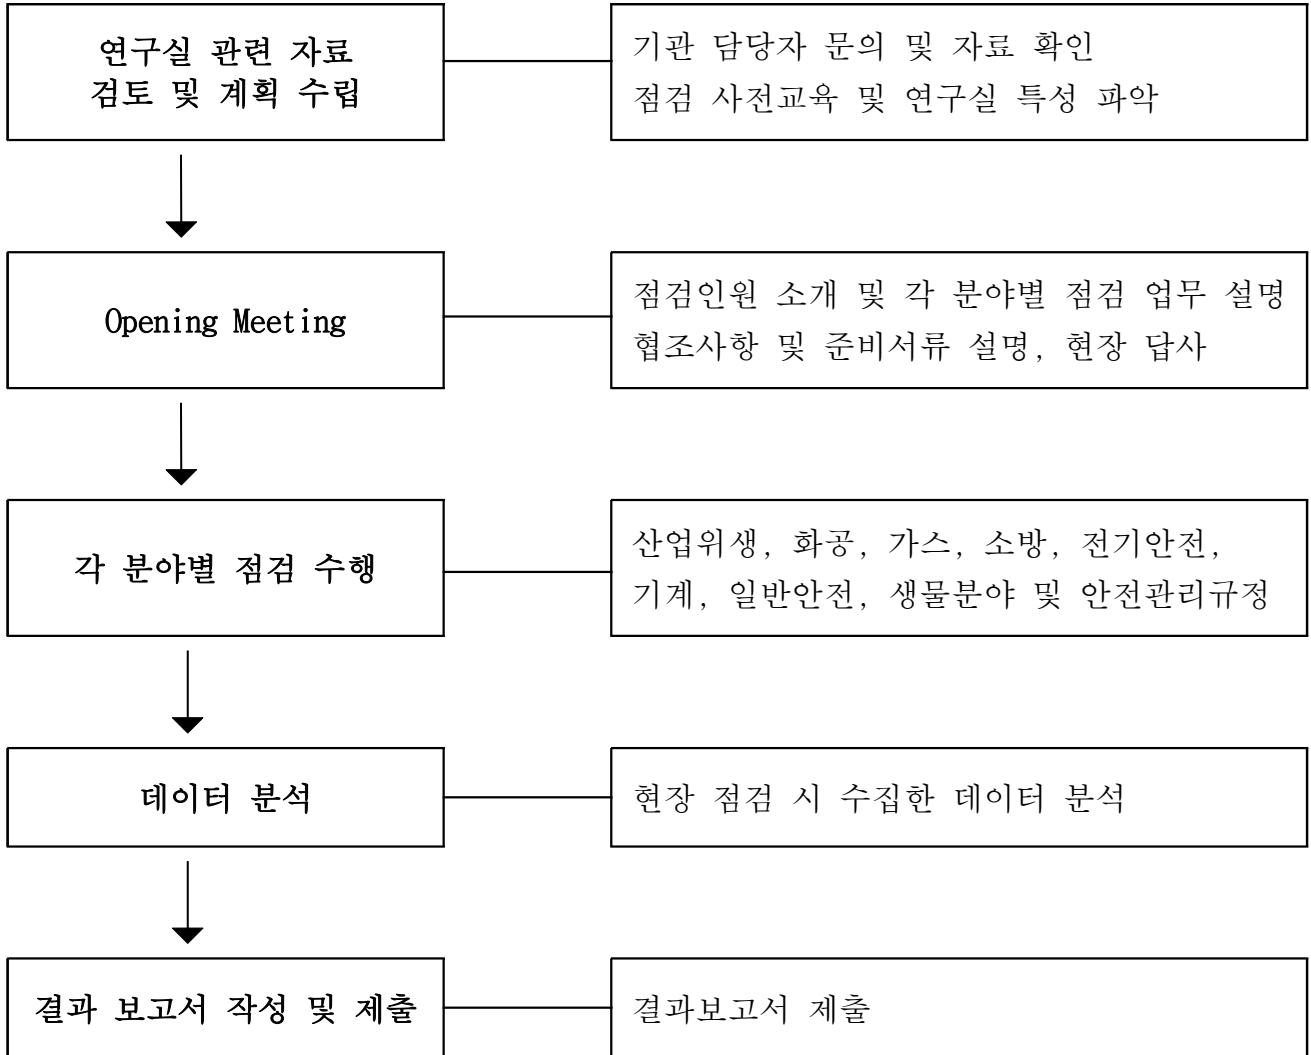 연구실 관련 자료
검토 및 계획 수립
기관 담당자 문의 및 자료 확인
점검 사전교육 및 연구실 특성 파악
Opening Meeting
점검인원 소개 및 각 분야별 점검 업무 설명
협조사항 및 준비서류 설명, 현장 답사
각 분야별 점검 수행
산업위생, 화공, 가스, 소방, 전기안전,
기계, 일반안전, 생물분야 및 안전관리규정
데이터 분석
현장 점검 시 수집한 데이터 분석
결과 보고서 작성 및 제출
결과보고서 제출